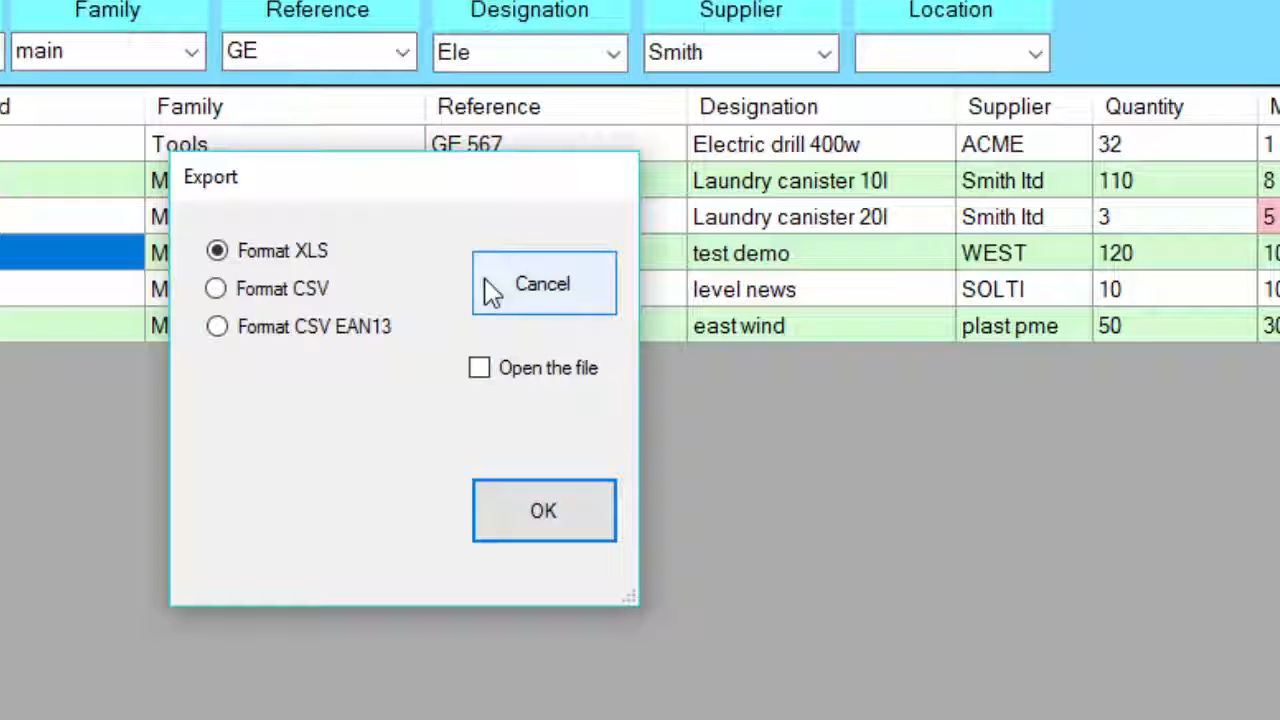 Family Reference Designation Supplier Location
main GE Ele Smith
d Family Reference Designation Supplier Quantity M
Tools GE 567 Electric drill 400w ACME 32 1
M Laundry canister 10l Smith ltd 110 8
M Laundry canister 20l Smith ltd 3 5
M test demo WEST 120 10
M level news SOLTI 10 10
M east wind plast pme 50 30
Export
Format XLS
Format CSV
Format CSV EAN13
Cancel
Open the file
OK